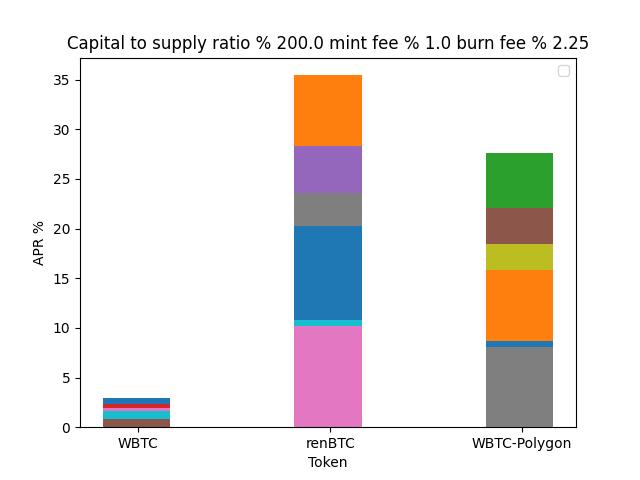 Capital to supply ratio % 200.0 mint fee % 1.0 burn fee % 2.25
35
30
25
20
15
10
5
0
APR %
WBTC
renBTC
WBTC-Polygon
Token